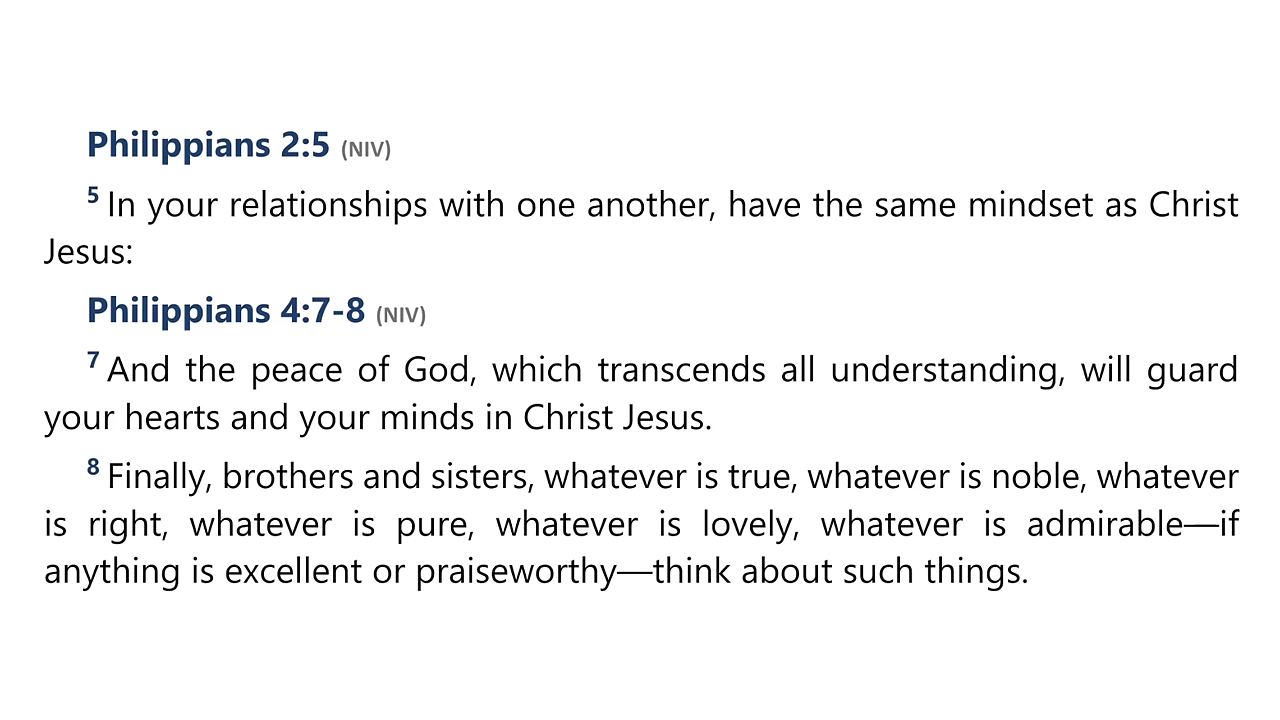 Philippians 2:5 (NIV)
5 In your relationships with one another, have the same mindset as Christ
Jesus:
Philippians 4:7-8 (NIV)
7 And the peace of God, which transcends all understanding, will guard
your hearts and your minds in Christ Jesus.
8 Finally, brothers and sisters, whatever is true, whatever is noble, whatever
is right, whatever is pure, whatever is lovely, whatever is admirable—if
anything is excellent or praiseworthy—think about such things.